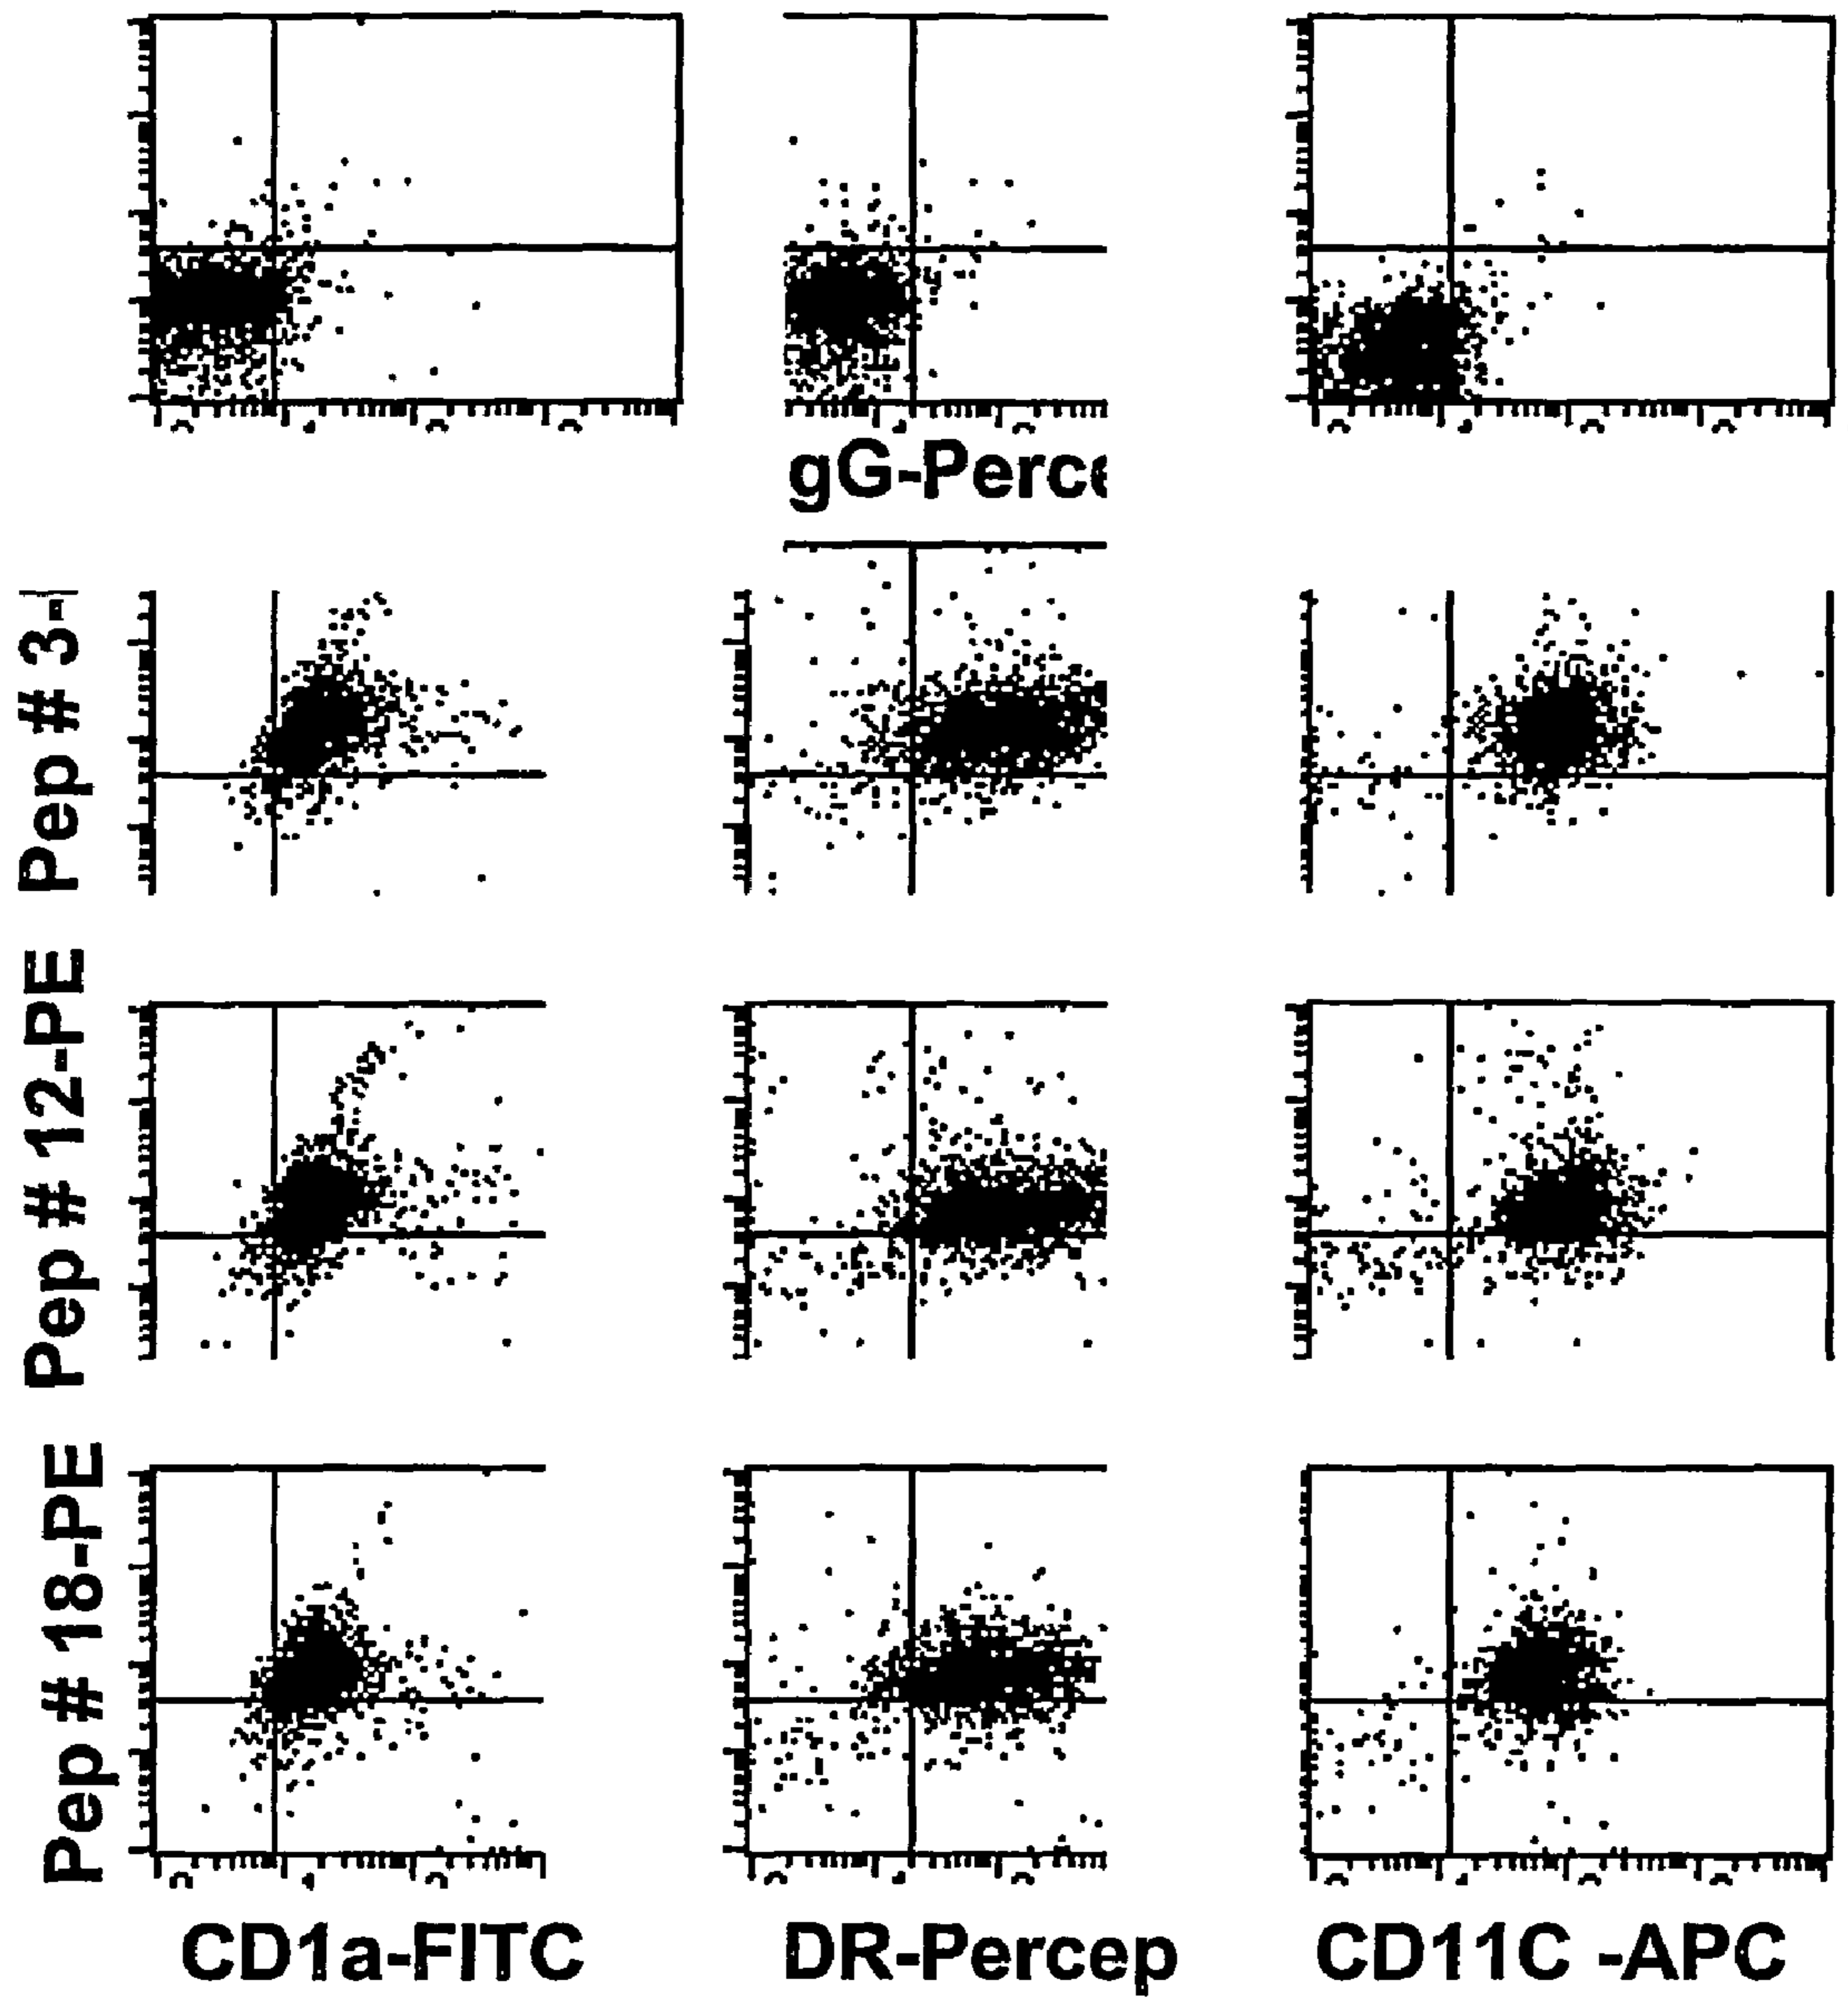 gG-Perce
Pep # 3-
Pep # 12-PE
Pep # 18-PE
CD1a-FITC
DR-Percep
CD11C -APC